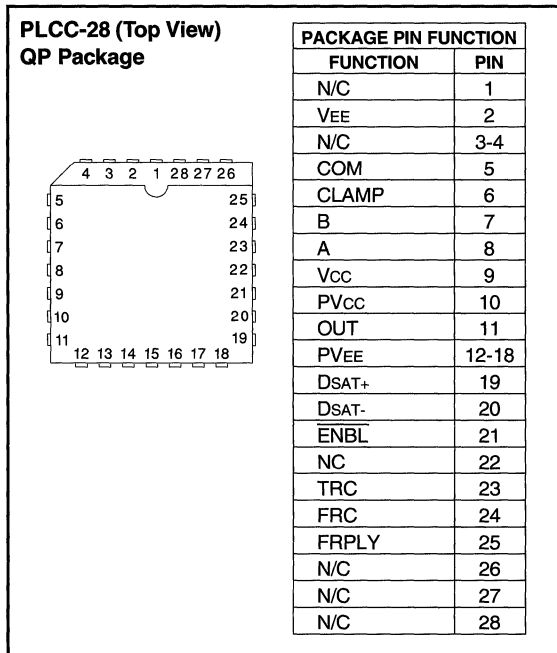 PLCC-28 (Top View)
QP Package
4 3 2 1 28 27 26
5 25
6 24
7 23
8 22
9 21
10 20
11 19
12 13 14 15 16 17 18
PACKAGE PIN FUNCTION
FUNCTION PIN
N/C 1
VEE 2
N/C 3-4
COM 5
CLAMP 6
B 7
A 8
VCC 9
PVCC 10
OUT 11
PVEE 12-18
DSAT+ 19
DSAT- 20
ENBL 21
NC 22
TRC 23
FRC 24
FRPLY 25
N/C 26
N/C 27
N/C 28